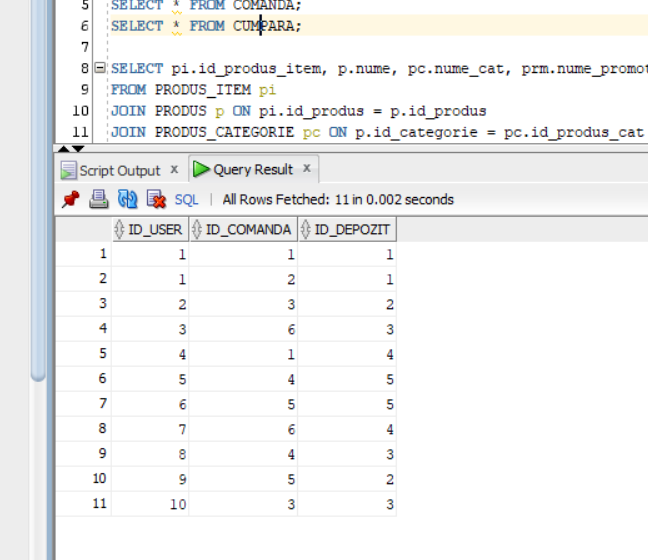 5 SELECT * FROM COMANDA;
6 SELECT * FROM CUMPARA;
7
8 SELECT pi.id_produs_item, p.nume, pc.nume_cat, prm.nume_promot
9 FROM PRODUS_ITEM pi
10 JOIN PRODUS p ON pi.id_produs = p.id_produs
11 JOIN PRODUS_CATEGORIE pc ON p.id_categorie = pc.id_produs_cat
Script Output x Query Result x
SQL | All Rows Fetched: 11 in 0.002 seconds
ID_USER ID_COMANDA ID_DEPOZIT
1 1 1 1
2 1 2 1
3 2 3 2
4 3 6 3
5 4 1 4
6 5 4 5
7 6 5 5
8 7 6 4
9 8 4 3
10 9 5 2
11 10 3 3